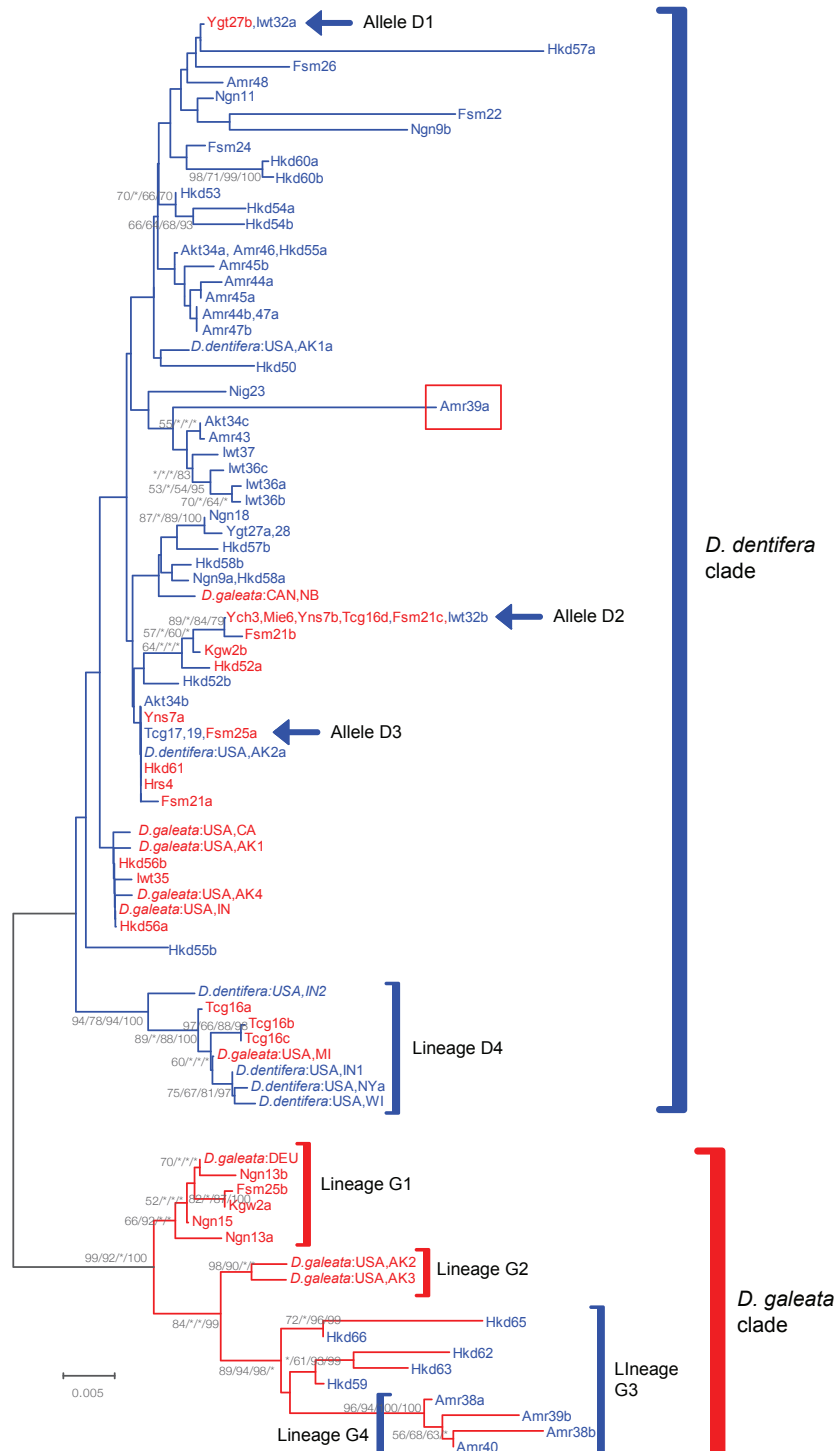 Ygt27b,Iwt32a
Allele D1
Hkd57a
Fsm26
Amr48
Ngn11
Fsm22
Ngn9b
Fsm24
Hkd60a
98/71/99/100
Hkd60b
70/*/66/70
Hkd53
Hkd54a
66/64/68/93
Hkd54b
Akt34a, Amr46,Hkd55a
Amr45b
Amr44a
Amr45a
Amr44b,47a
Amr47b
D.dentifera:USA,AK1a
Hkd50
Nig23
Amr39a
55/*/*/*
Akt34c
Amr43
Iwt37
Iwt36c
*/*/*/83
Iwt36a
53/*/54/95
Iwt36b
70/*/64/*
Ngn18
87/*/89/100
Ygt27a,28
Hkd57b
D. dentifera
clade
Hkd58b
Ngn9a,Hkd58a
D.galeata:CAN,NB
Ych3,Mie6,Yns7b,Tcg16d,Fsm21c,Iwt32b
Allele D2
89/*/84/79
57/*/60/*
Fsm21b
64/*/*/*
Kgw2b
Hkd52a
Hkd52b
Akt34b
Yns7a
Tcg17,19,Fsm25a
Allele D3
D.dentifera:USA,AK2a
Hkd61
Hrs4
Fsm21a
D.galeata:USA,CA
D.galeata:USA,AK1
Hkd56b
Iwt35
D.galeata:USA,AK4
D.galeata:USA,IN
Hkd56a
Hkd55b
D.dentifera:USA,IN2
Tcg16a
94/78/94/100
97/66/88/98
Tcg16b
89/*/88/100
Tcg16c
Lineage D4
D.galeata:USA,MI
60/*/*/*
D.dentifera:USA,IN1
D.dentifera:USA,NYa
75/67/81/97
D.dentifera:USA,WI
70/*/*/*
D.galeata:DEU
Ngn13b
Lineage G1
Fsm25b
52/*/*/*
82/*/87/100
Kgw2a
66/92/*/*
Ngn15
Ngn13a
99/92/*/100
98/90/*/*
D.galeata:USA,AK2
Lineage G2
D.galeata:USA,AK3
D. galeata
clade
84/*/*/99
72/*/96/99
Hkd65
Hkd66
Hkd62
*/61/93/99
Hkd63
89/94/98/*
LIneage
G3
Hkd59
0.005
Amr38a
96/94/100/100
Amr39b
Lineage G4
56/68/63/*
Amr38b
Amr40